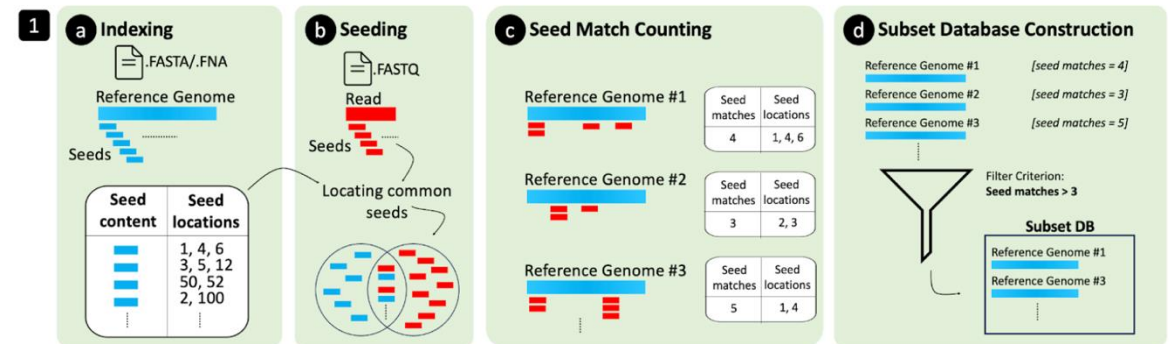 1
a Indexing
.FASTA/.FNA
Reference Genome
Seeds
Seed content
Seed locations
1, 4, 6
3, 5, 12
50, 52
2, 100
b Seeding
.FASTQ
Read
Seeds
Locating common
seeds
c Seed Match Counting
Reference Genome #1
Seed matches
Seed locations
4
1, 4, 6
Reference Genome #2
Seed matches
Seed locations
3
2, 3
Reference Genome #3
Seed matches
Seed locations
5
1, 4
d Subset Database Construction
Reference Genome #1 [seed matches = 4]
Reference Genome #2 [seed matches = 3]
Reference Genome #3 [seed matches = 5]
Filter Criterion:
Seed matches > 3
Subset DB
Reference Genome #1
Reference Genome #3